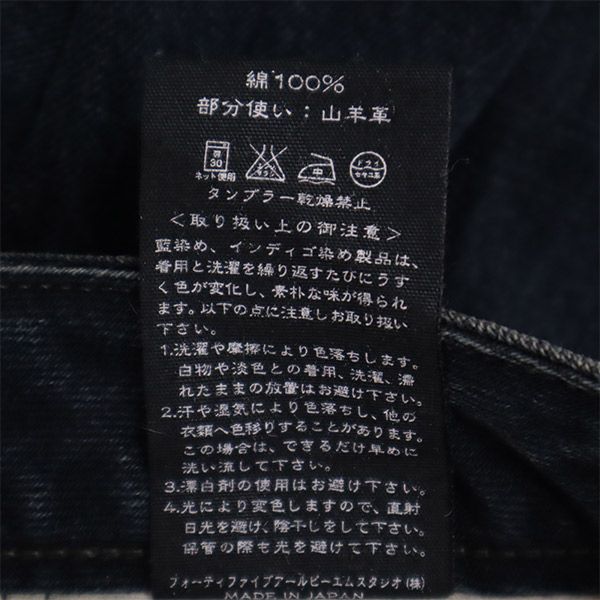 綿100%
部分使い：山羊革
弱
30
ドライ
セキユ系
ネット使用
タンブラー乾燥禁止
＜取り扱い上の御注意＞
藍染め、インディゴ染め製品は、
着用と洗濯を繰り返すたびにうす
く色が変化し、素朴な味が得られ
ます。以下の点に注意しお取り扱い
下さい。
1.洗濯や摩擦により色落ちします。
白物や淡色との着用、洗濯、濡
れたままの放置はお避け下さい。
2.汗や湿気により色落ちし、他の
衣類へ色移りすることがあります。
この場合は、できるだけ早めに
洗い流して下さい。
3.漂白剤の使用はお避け下さい。
4.光により変色しますので、直射
日光を避け、陰干しをして下さい。
保管の際も光を避けて下さい。
フォーティファイブアールピーエムスタジオ(株)
MADE IN JAPAN